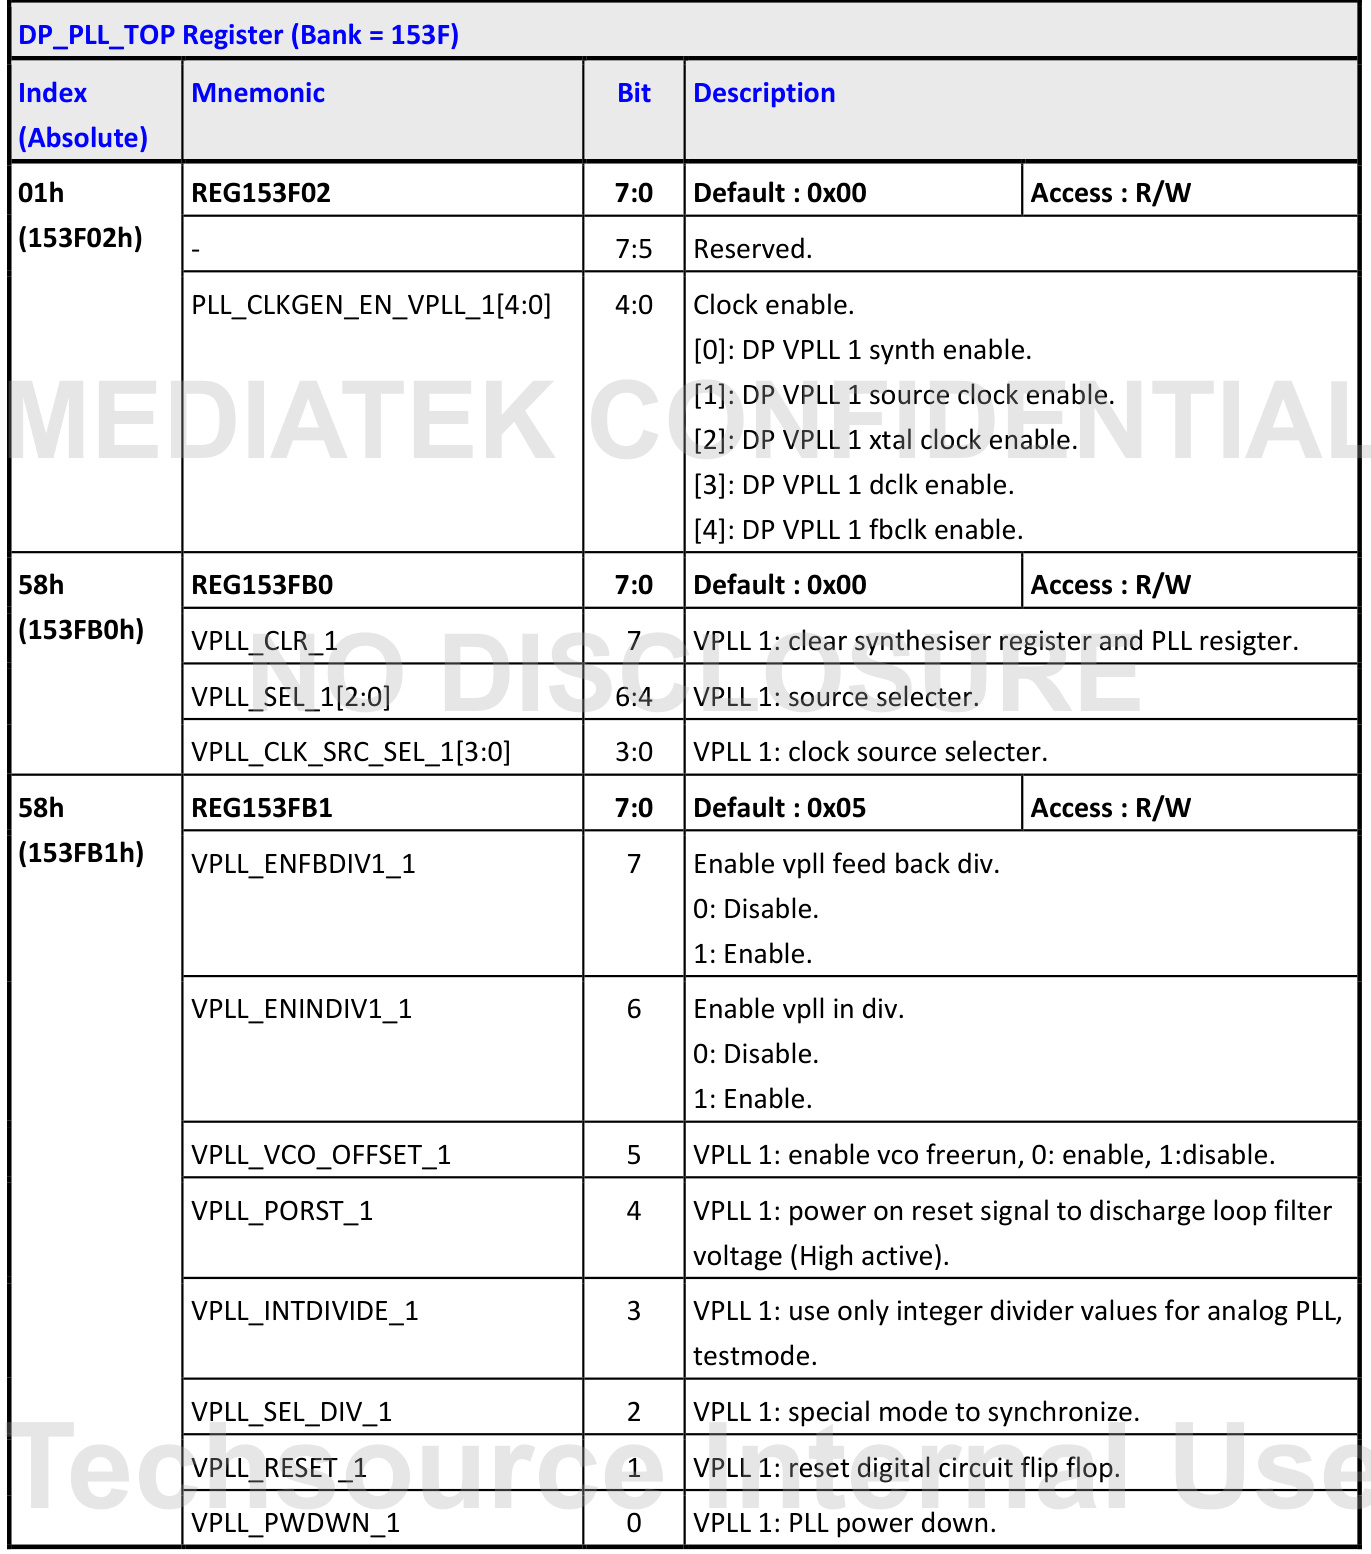 DP_PLL_TOP Register (Bank = 153F)
Index Mnemonic Bit Description
(Absolute)
01h REG153F02 7:0 Default : 0x00 Access : R/W
(153F02h)
- 7:5 Reserved.
PLL_CLKGEN_EN_VPLL_1[4:0] 4:0 Clock enable.
[0]: DP VPLL 1 synth enable.
[1]: DP VPLL 1 source clock enable.
MEDIATEK CONFIDENTIAL
[2]: DP VPLL 1 xtal clock enable.
[3]: DP VPLL 1 dclk enable.
[4]: DP VPLL 1 fbclk enable.
58h REG153FB0 7:0 Default : 0x00 Access : R/W
(153FB0h)
VPLL_CLR_1 7 VPLL 1: clear synthesiser register and PLL resigter.
NO DISCLOSURE
VPLL_SEL_1[2:0] 6:4 VPLL 1: source selecter.
VPLL_CLK_SRC_SEL_1[3:0] 3:0 VPLL 1: clock source selecter.
58h REG153FB1 7:0 Default : 0x05 Access : R/W
(153FB1h)
VPLL_ENFBDIV1_1 7 Enable vpll feed back div.
0: Disable.
1: Enable.
VPLL_ENINDIV1_1 6 Enable vpll in div.
0: Disable.
1: Enable.
VPLL_VCO_OFFSET_1 5 VPLL 1: enable vco freerun, 0: enable, 1:disable.
VPLL_PORST_1 4 VPLL 1: power on reset signal to discharge loop filter
voltage (High active).
VPLL_INTDIVIDE_1 3 VPLL 1: use only integer divider values for analog PLL,
testmode.
VPLL_SEL_DIV_1 2 VPLL 1: special mode to synchronize.
Techsource Internal Use
VPLL_RESET_1 1 VPLL 1: reset digital circuit flip flop.
VPLL_PWDWN_1 0 VPLL 1: PLL power down.